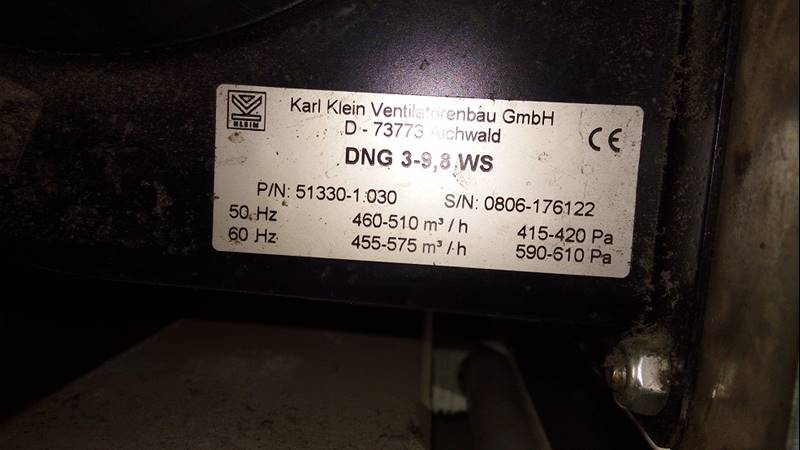 KLEIN
Karl Klein Ventilatorenbau GmbH
D - 73773 Aichwald
CE
DNG 3-9,8 WS
P/N: 51330-1.030 S/N: 0806-176122
50 Hz 460-510 m³ / h 415-420 Pa
60 Hz 455-575 m³ / h 590-610 Pa